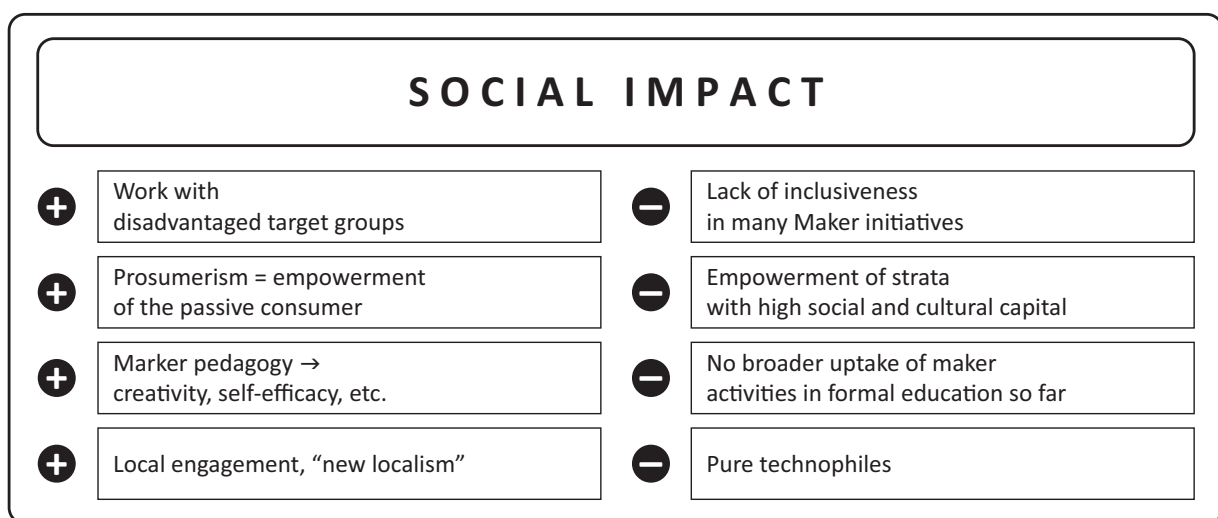 SOCIAL IMPACT
Work with
disadvantaged target groups
Lack of inclusiveness
in many Maker initiatives
Prosumerism = empowerment
of the passive consumer
Empowerment of strata
with high social and cultural capital
Marker pedagogy →
creativity, self-efficacy, etc.
No broader uptake of maker
activities in formal education so far
Local engagement, “new localism”
Pure technophiles